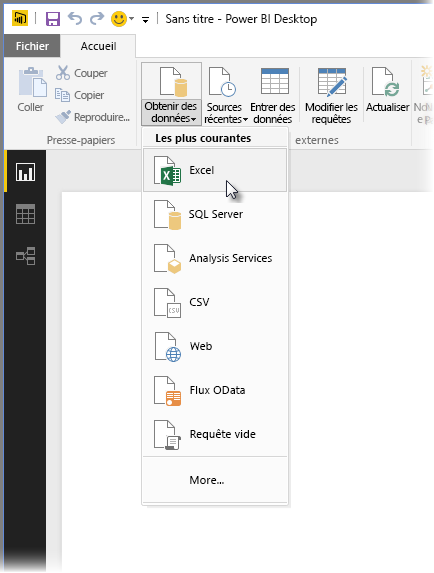 Sans titre - Power BI Desktop
Fichier
Accueil
Coller
Couper
Copier
Reproduire...
Presse-papiers
Obtenir des
données
Sources
récentes
Entrer des
données
Modifier les
requêtes
Actualiser
externes
Les plus courantes
Excel
SQL Server
Analysis Services
CSV
CSV
Web
Flux OData
Requête vide
More...